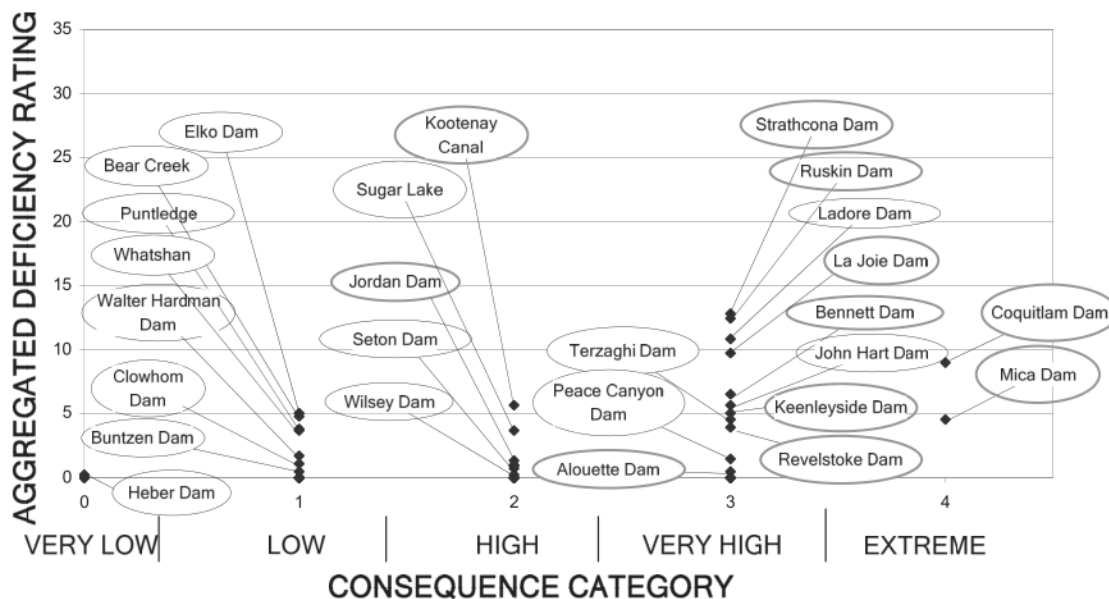 AGGREGATED DEFICIENCY RATING
35
30
25
20
15
10
5
0
Elko Dam
Bear Creek
Puntledge
Whatshan
Walter Hardman
Dam
Clowhom
Dam
Buntzen Dam
Heber Dam
Kootenay
Canal
Sugar Lake
Jordan Dam
Seton Dam
Wilsey Dam
Strathcona Dam
Ruskin Dam
Ladore Dam
La Joie Dam
Bennett Dam
Terzaghi Dam
John Hart Dam
Peace Canyon
Dam
Keenleyside Dam
Alouette Dam
Revelstoke Dam
Coquitlam Dam
Mica Dam
0 1 2 3 4
VERY LOW LOW HIGH VERY HIGH EXTREME
CONSEQUENCE CATEGORY